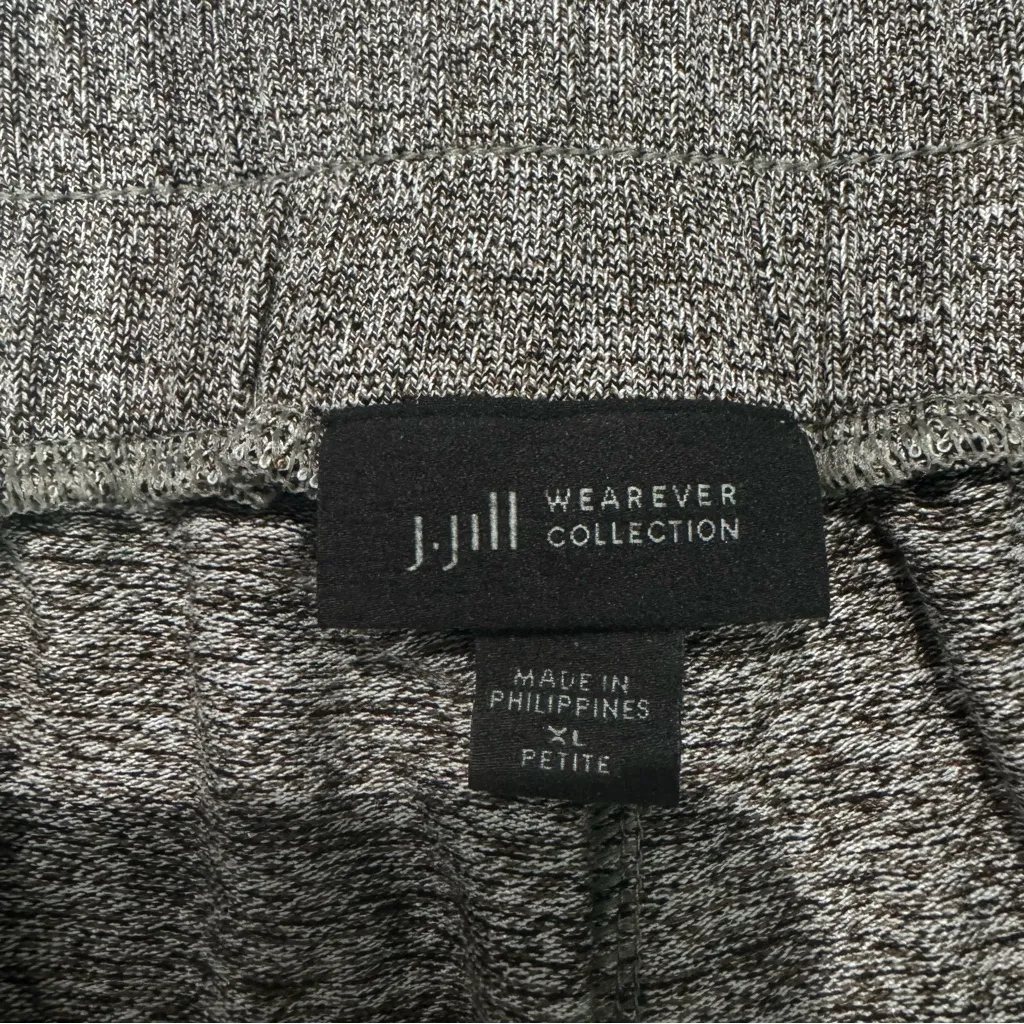 J.Jill
WEAREVER
COLLECTION
MADE IN
PHILIPPINES
XL
PETITE